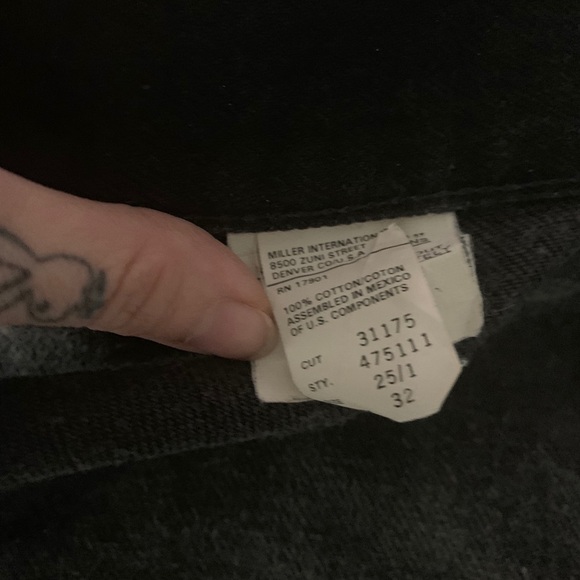 MILLER INTERNATION
8500 ZUNI STREET
DENVER CO/U.S.A
RN 17901
100% COTTON/COTON
ASSEMBLED IN MEXICO
OF U.S. COMPONENTS
CUT 31175
STY. 475111
25/1
32